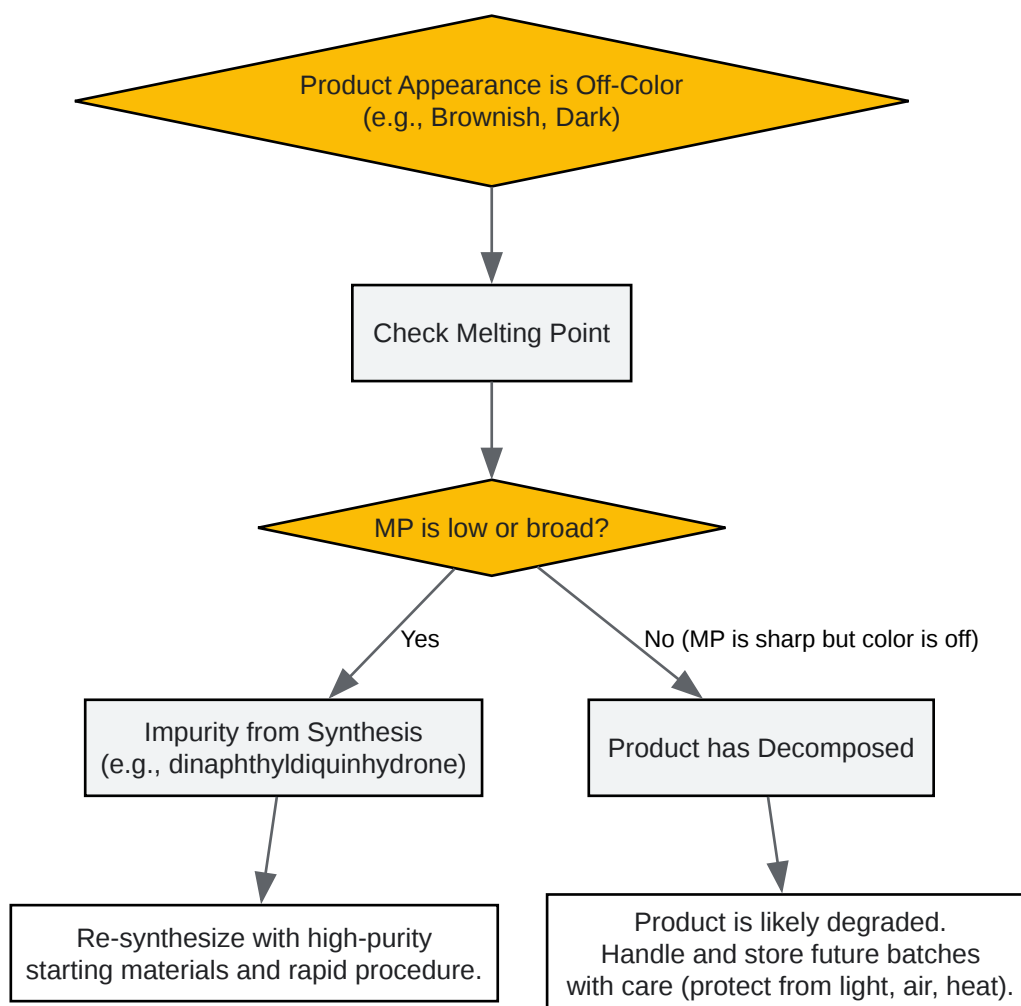 Product Appearance is Off-Color
(e.g., Brownish, Dark)
Check Melting Point
MP is low or broad?
Yes
No (MP is sharp but color is off)
Impurity from Synthesis
(e.g., dinaphthyldiquinhydrone)
Product has Decomposed
Re-synthesize with high-purity
starting materials and rapid procedure.
Product is likely degraded.
Handle and store future batches
with care (protect from light, air, heat).